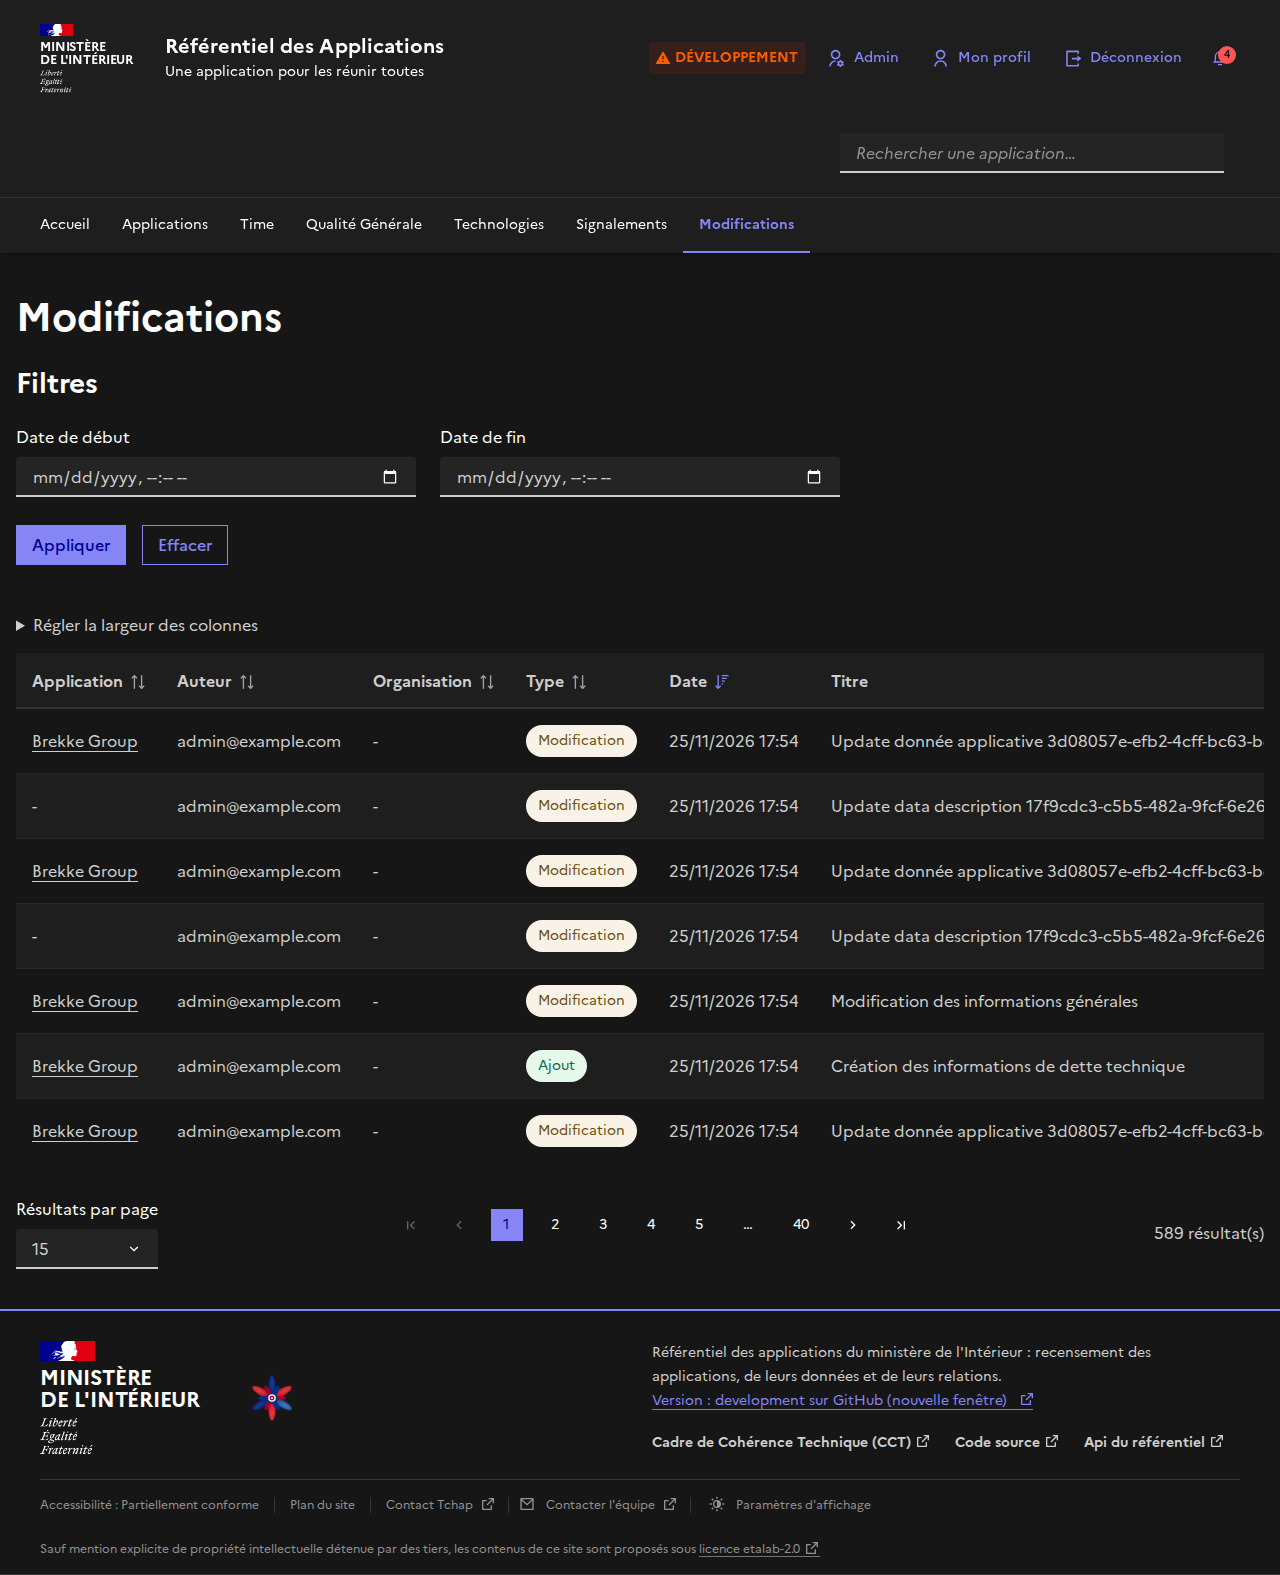 MINISTÈRE
DE L'INTÉRIEUR
Liberté
Égalité
Fraternité
Référentiel des Applications
Une application pour les réunir toutes
DÉVELOPPEMENT
Admin
Mon profil
Déconnexion
4
Rechercher une application…
Accueil
Applications
Time
Qualité Générale
Technologies
Signalements
Modifications
Modifications
Filtres
Date de début
Date de fin
mm/dd/yyyy, --:-- --
mm/dd/yyyy, --:-- --
Appliquer
Effacer
Régler la largeur des colonnes
Application Auteur Organisation Type Date Titre
Brekke Group admin@example.com - Modification 25/11/2026 17:54 Update donnée applicative 3d08057e-efb2-4cff-bc63-b
- admin@example.com - Modification 25/11/2026 17:54 Update data description 17f9cdc3-c5b5-482a-9fcf-6e26
Brekke Group admin@example.com - Modification 25/11/2026 17:54 Update donnée applicative 3d08057e-efb2-4cff-bc63-b
- admin@example.com - Modification 25/11/2026 17:54 Update data description 17f9cdc3-c5b5-482a-9fcf-6e26
Brekke Group admin@example.com - Modification 25/11/2026 17:54 Modification des informations générales
Brekke Group admin@example.com - Ajout 25/11/2026 17:54 Création des informations de dette technique
Brekke Group admin@example.com - Modification 25/11/2026 17:54 Update donnée applicative 3d08057e-efb2-4cff-bc63-b
Résultats par page
15
1 2 3 4 5 … 40
589 résultat(s)
MINISTÈRE
DE L'INTÉRIEUR
Liberté
Égalité
Fraternité
Référentiel des applications du ministère de l'Intérieur : recensement des
applications, de leurs données et de leurs relations.
Version : development sur GitHub (nouvelle fenêtre)
Cadre de Cohérence Technique (CCT)
Code source
Api du référentiel
Accessibilité : Partiellement conforme
Plan du site
Contact Tchap
Contacter l'équipe
Paramètres d'affichage
Sauf mention explicite de propriété intellectuelle détenue par des tiers, les contenus de ce site sont proposés sous licence etalab-2.0